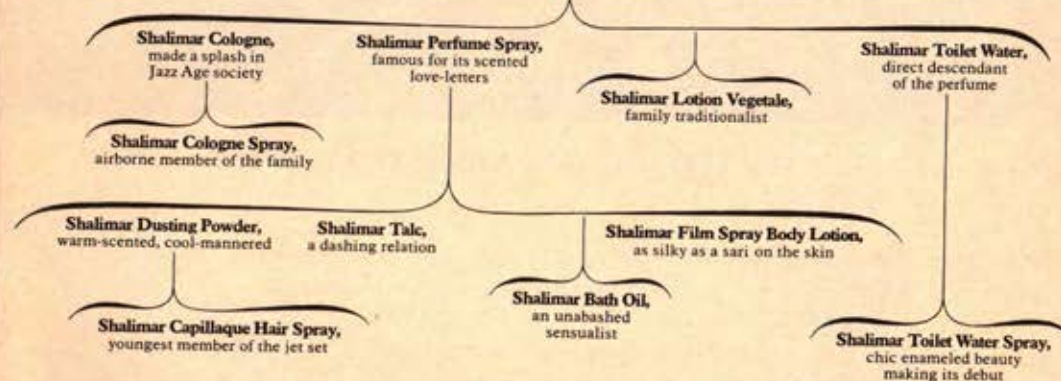 Shalimar Cologne,
made a splash in
Jazz Age society
Shalimar Perfume Spray,
famous for its scented
love-letters
Shalimar Lotion Vegetale,
family traditionalist
Shalimar Toilet Water,
direct descendant
of the perfume
Shalimar Cologne Spray,
airborne member of the family
Shalimar Dusting Powder,
warm-scented, cool-mannered
Shalimar Talc,
a dashing relation
Shalimar Film Spray Body Lotion,
as silky as a sari on the skin
Shalimar Capillaque Hair Spray,
youngest member of the jet set
Shalimar Bath Oil,
an unabashed
sensualist
Shalimar Toilet Water Spray,
chic enameled beauty
making its debut